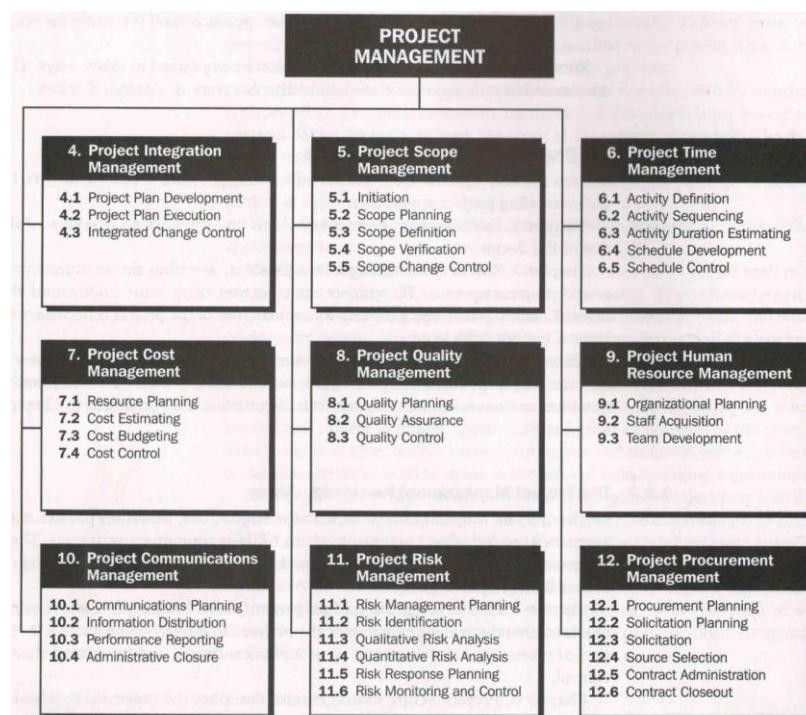 PROJECT
MANAGEMENT
4. Project Integration
Management
4.1 Project Plan Development
4.2 Project Plan Execution
4.3 Integrated Change Control
5. Project Scope
Management
5.1 Initiation
5.2 Scope Planning
5.3 Scope Definition
5.4 Scope Verification
5.5 Scope Change Control
6. Project Time
Management
6.1 Activity Definition
6.2 Activity Sequencing
6.3 Activity Duration Estimating
6.4 Schedule Development
6.5 Schedule Control
7. Project Cost
Management
7.1 Resource Planning
7.2 Cost Estimating
7.3 Cost Budgeting
7.4 Cost Control
8. Project Quality
Management
8.1 Quality Planning
8.2 Quality Assurance
8.3 Quality Control
9. Project Human
Resource Management
9.1 Organizational Planning
9.2 Staff Acquisition
9.3 Team Development
10. Project Communications
Management
10.1 Communications Planning
10.2 Information Distribution
10.3 Performance Reporting
10.4 Administrative Closure
11. Project Risk
Management
11.1 Risk Management Planning
11.2 Risk Identification
11.3 Qualitative Risk Analysis
11.4 Quantitative Risk Analysis
11.5 Risk Response Planning
11.6 Risk Monitoring and Control
12. Project Procurement
Management
12.1 Procurement Planning
12.2 Solicitation Planning
12.3 Solicitation
12.4 Source Selection
12.5 Contract Administration
12.6 Contract Closeout